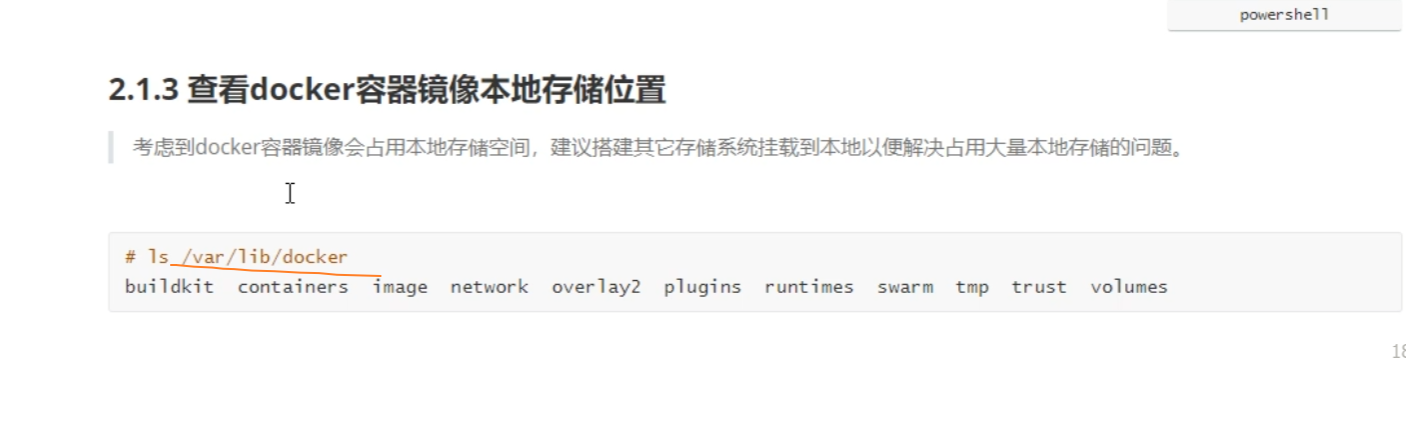 powershell
2.1.3 查看docker容器镜像本地存储位置
考虑到docker容器镜像会占用本地存储空间，建议搭建其它存储系统挂载到本地以便解决占用大量本地存储的问题。
# ls /var/lib/docker
buildkit containers image network overlay2 plugins runtimes swarm tmp trust volumes
18